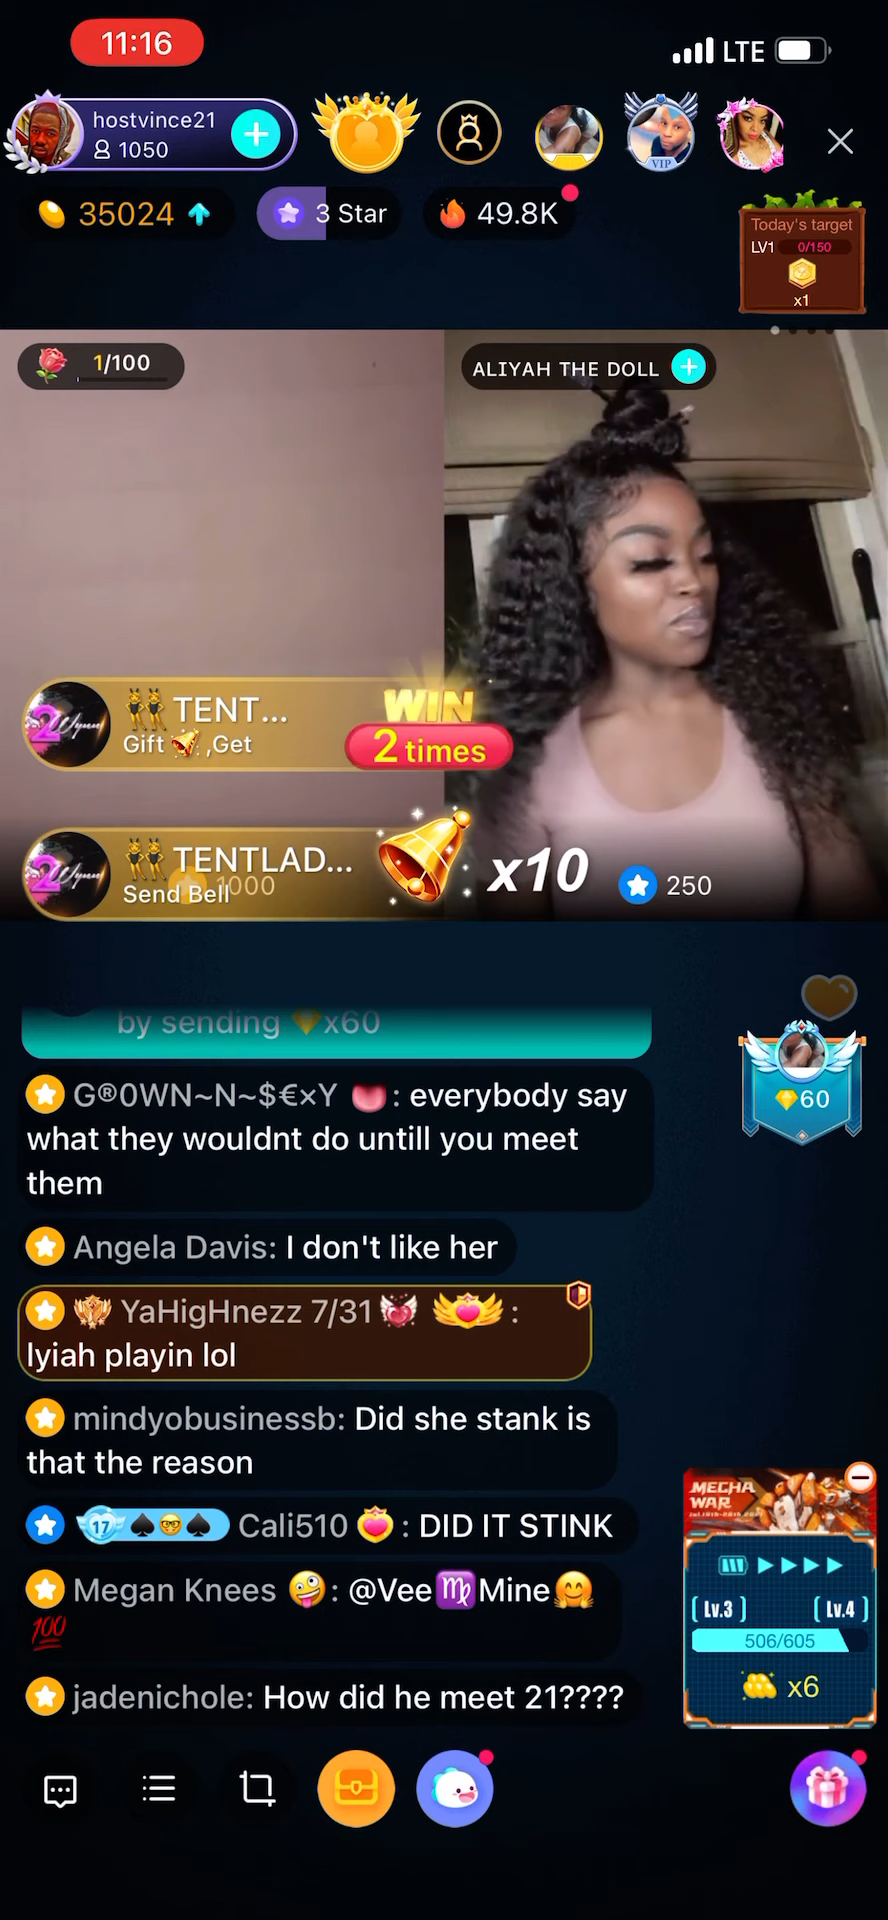 11:16
LTE
hostvince21
1050
VIP
35024
3 Star
49.8K
Today's target
LV1 0/150
x1
1/100
ALIYAH THE DOLL
TENT...
Gift ,Get
WIN
2 times
TENTLAD...
Send Bell
1000
x10
250
by sending x60
60
G®0WN~N~$€×Y 👅: everybody say
what they wouldnt do untill you meet
them
Angela Davis: I don't like her
YaHigHnezz 7/31 :
lyiah playin lol
mindyobusinessb: Did she stank is
that the reason
17 ♠️🤓♠️ Cali510 : DID IT STINK
Megan Knees 🤪: @Vee♍Mine🤗
💯
jadenichole: How did he meet 21????
MECHA
WAR
Lv.3 Lv.4
506/605
x6